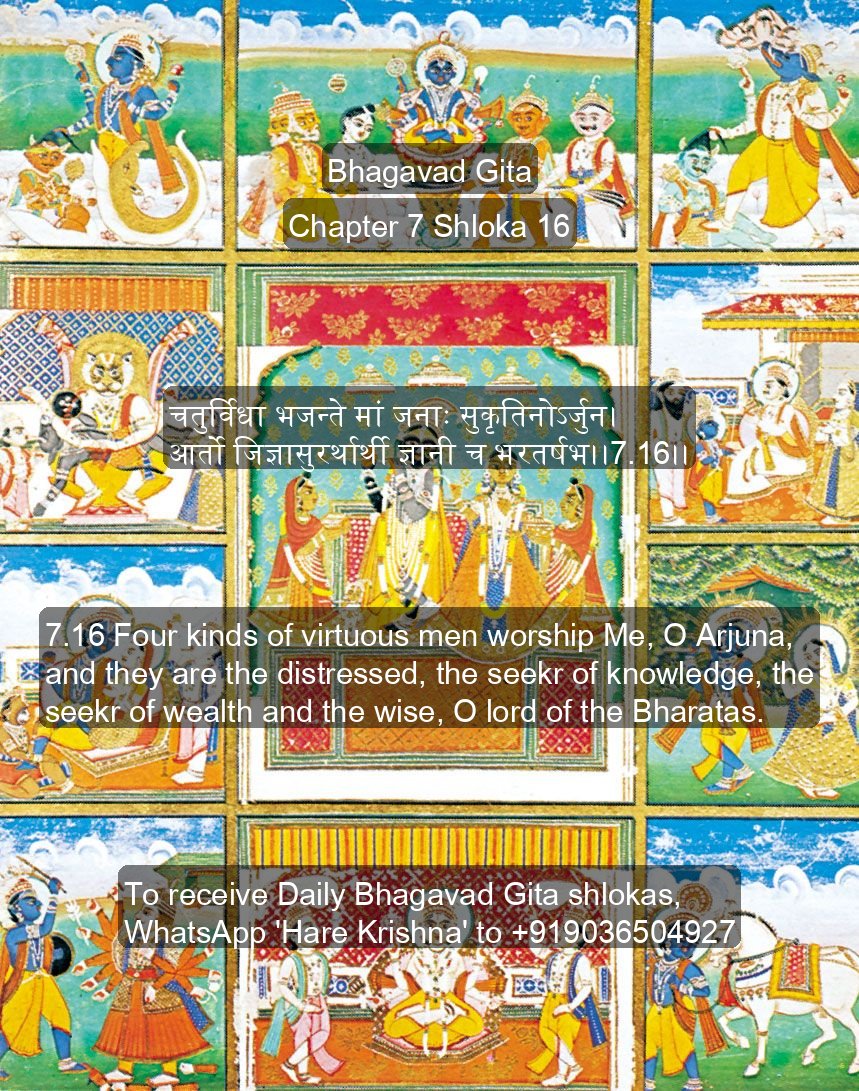 Bhagavad Gita
Chapter 7 Shloka 16
चतुर्विधा भजन्ते मां जनाः सुकृतिनोऽर्जुन।
आर्तो जिज्ञासुरर्थार्थी ज्ञानी च भरतर्षभ।।7.16।।
7.16 Four kinds of virtuous men worship Me, O Arjuna,
and they are the distressed, the seekr of knowledge, the
seekr of wealth and the wise, O lord of the Bharatas.
To receive Daily Bhagavad Gita shlokas,
WhatsApp 'Hare Krishna' to +919036504927